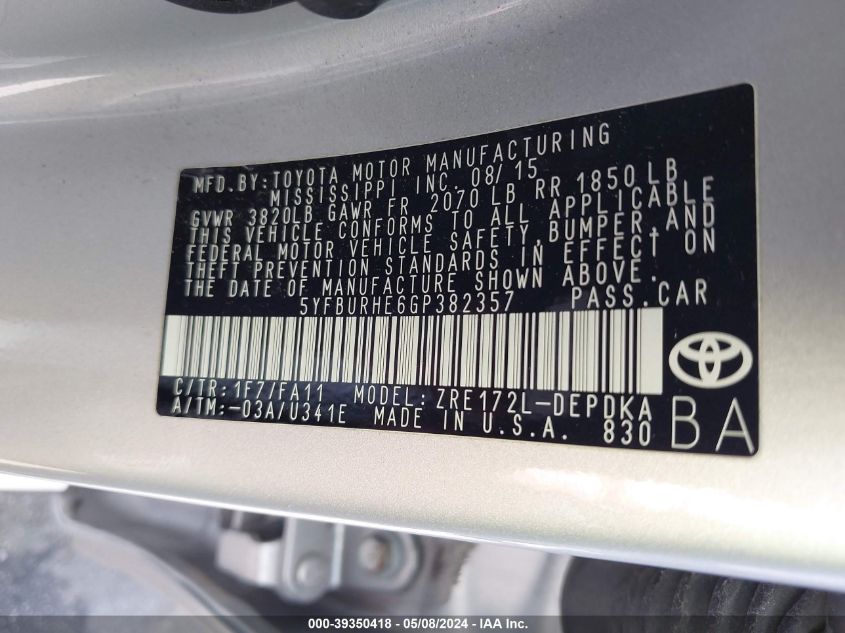 MFD.BY:TOYOTA MOTOR MANUFACTURING
MISSISSIPPI INC. 08/15
GVWR 3820LB GAWR FR 2070 LB RR 1850LB
THIS VEHICLE CONFORMS TO ALL APPLICABLE
FEDERAL MOTOR VEHICLE SAFETY,BUMPER,AND
THEFT PREVENTION STANDARDS IN EFFECT ON
THE DATE OF MANUFACTURE SHOWN ABOVE.
5YFBURHE6GP382357 PASS.CAR
C/TR:1F7/FA11 MODEL:ZRE172L-DEPDKA
A/TM:-03A/U341E MADE IN U.S.A. 830
BA
000-39350418 - 05/08/2024 - IAA Inc.